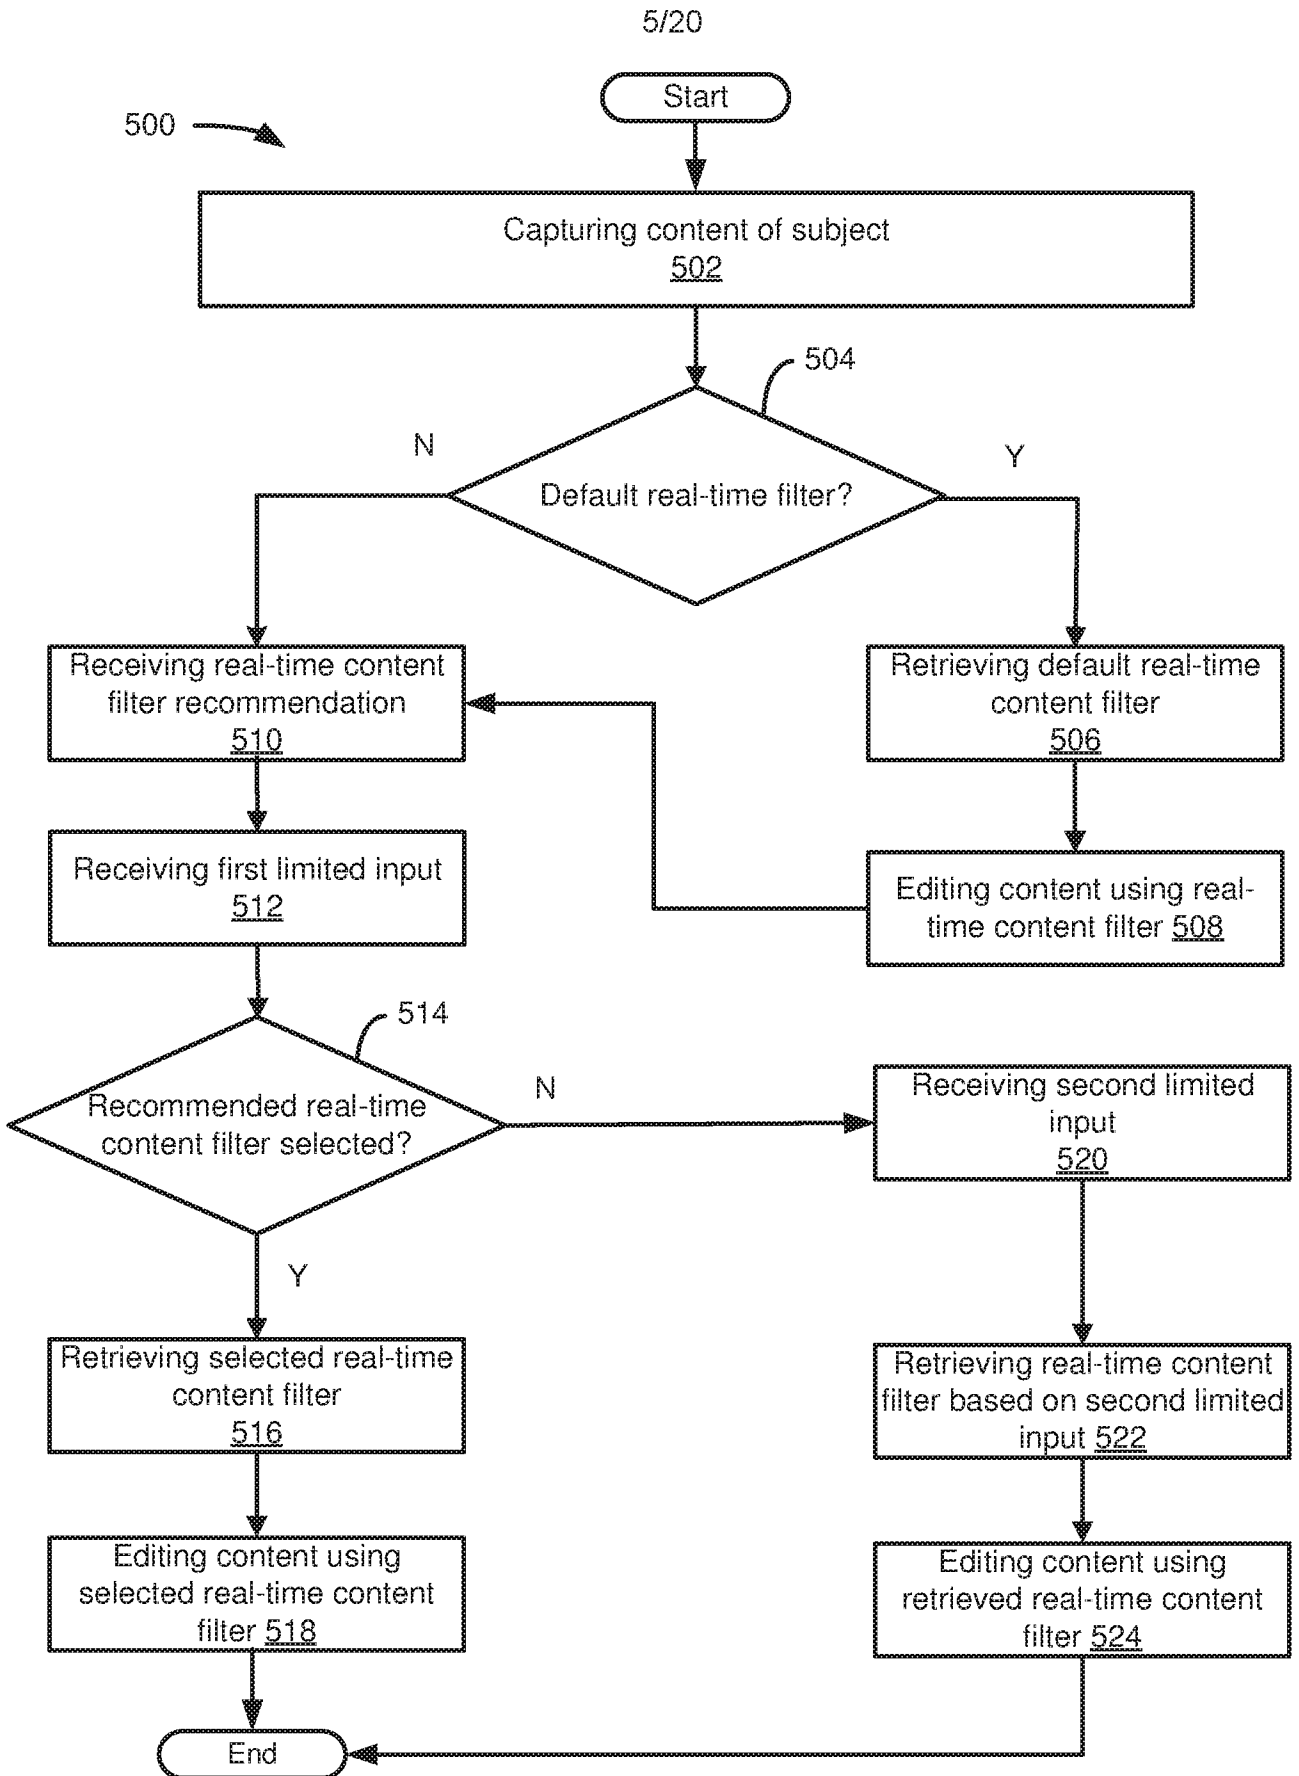 5/20
Start
500
Capturing content of subject
502
504
N
Y
Default real-time filter?
Receiving real-time content
filter recommendation
510
Retrieving default real-time
content filter
506
Receiving first limited input
512
Editing content using real-
time content filter 508
514
N
Recommended real-time
content filter selected?
Receiving second limited
input
520
Y
Retrieving selected real-time
content filter
516
Retrieving real-time content
filter based on second limited
input 522
Editing content using
selected real-time content
filter 518
Editing content using
retrieved real-time content
filter 524
End